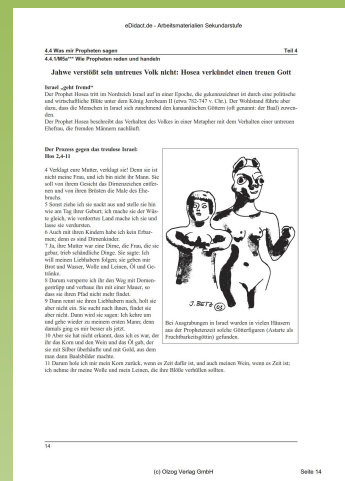 eDidact.de - Arbeitsmaterialien Sekundarstufe
4.4 Was mir Propheten sagen
Teil 4
4.4.1/M5e*** Wie Propheten reden und handeln
Jahwe verstößt sein untreues Volk nicht: Hosea verkündet einen treuen Gott
Israel „geht fremd“
Der Prophet Hosea tritt im Nordreich Israel auf in einer Epoche, die gekennzeichnet ist durch eine politische
und wirtschaftliche Blüte unter dem König Jerobeam II (etwa 782-747 v. Chr.). Der Wohlstand führte aber
dazu, dass die Menschen in Israel sich zunehmend den kanaanäischen Göttern (oft genannt: der Baal) zuwen-
den.
Der Prophet Hosea beschreibt das Verhalten des Volkes in einer Metapher mit dem Verhalten einer untreuen
Ehefrau, die fremden Männern nachläuft.
Der Prozess gegen das treulose Israel:
Hos 2,4-11
4 Verklagt eure Mutter, verklagt sie! Denn sie ist
nicht meine Frau, und ich bin nicht ihr Mann. Sie
soll von ihrem Gesicht das Dirnenzeichen entfer-
nen und von ihren Brüsten die Male des Ehe-
bruchs.
5 Sonst ziehe ich sie nackt aus und stelle sie hin
wie am Tag ihrer Geburt; ich mache sie der Wüs-
te gleich, wie verdorrtes Land mache ich sie und
lasse sie verdursten.
6 Auch mit ihren Kindern habe ich kein Erbar-
men; denn es sind Dirnenkinder.
7 Ja, ihre Mutter war eine Dirne, die Frau, die sie
gebar, trieb schändliche Dinge. Sie sagte: Ich
will meinen Liebhabern folgen; sie geben mir
Brot und Wasser, Wolle und Leinen, Öl und Ge-
tränke.
8 Darum versperre ich ihr den Weg mit Dornen-
gestrüpp und verbaue ihn mit einer Mauer, so
dass sie ihren Pfad nicht mehr findet.
9 Dann rennt sie ihren Liebhabern nach, holt sie
aber nicht ein. Sie sucht nach ihnen, findet sie
aber nicht. Dann wird sie sagen: Ich kehre um
und gehe wieder zu meinem ersten Mann; denn
damals ging es mir besser als jetzt.
10 Aber sie hat nicht erkannt, dass ich es war, der
ihr das Korn und den Wein und das Öl gab, der
sie mit Silber überhäufte und mit Gold, aus dem
man dann Baalsbilder machte.
11 Darum hole ich mir mein Korn zurück, wenn es Zeit dafür ist, und auch meinen Wein, wenn es Zeit ist;
ich nehme ihr meine Wolle und mein Leinen, die ihre Blöße verhüllen sollten.
J. BETZ 03
Bei Ausgrabungen in Israel wurden in vielen Häusern
aus der Prophetenzeit solche Götterfiguren (Astarte als
Fruchtbarkeitsgöttin) gefunden.
14
(c) Olzog Verlag GmbH
Seite 14